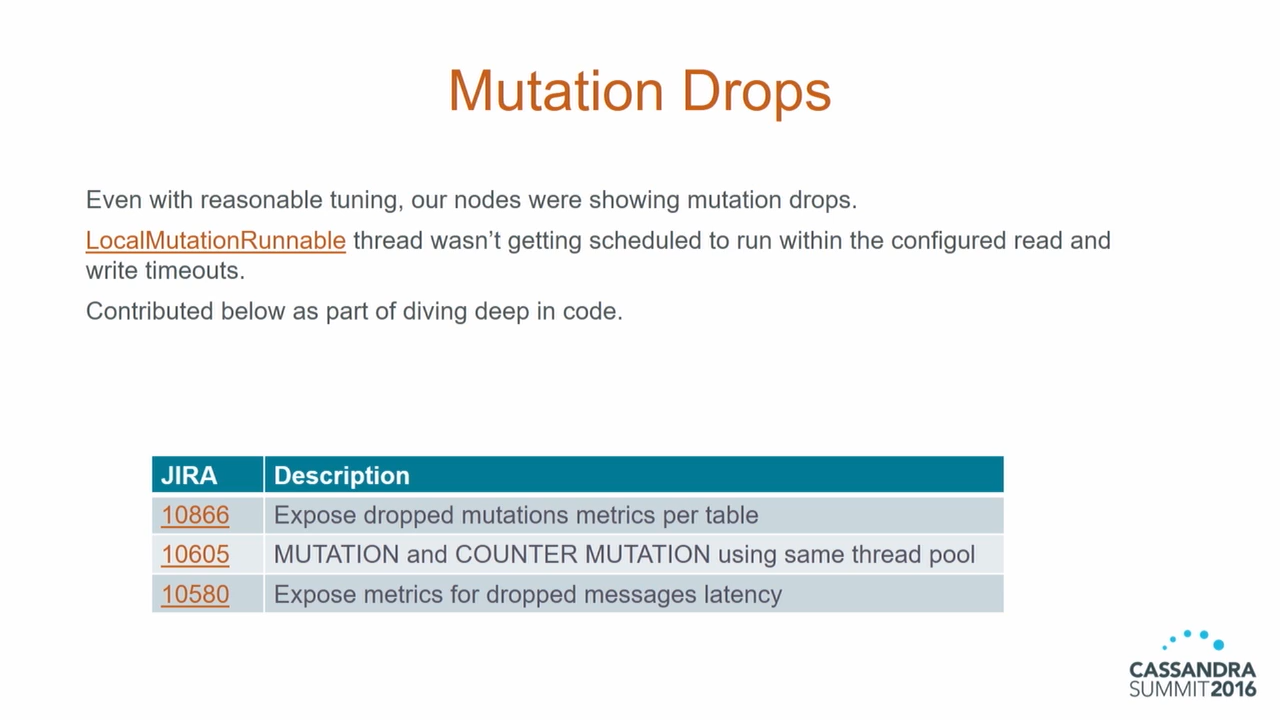 Mutation Drops
Even with reasonable tuning, our nodes were showing mutation drops.
LocalMutationRunnable thread wasn’t getting scheduled to run within the configured read and
write timeouts.
Contributed below as part of diving deep in code.
JIRA Description
10866 Expose dropped mutations metrics per table
10605 MUTATION and COUNTER MUTATION using same thread pool
10580 Expose metrics for dropped messages latency
CASSANDRA
SUMMIT2016